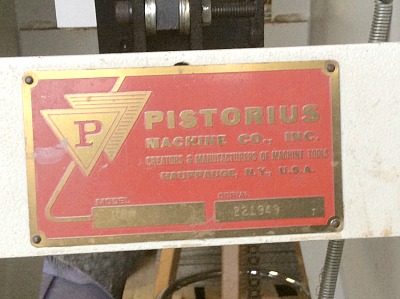 P
PISTORIUS
MACHINE CO., INC.
CREATORS & MANUFACTURERS OF MACHINE TOOLS
HAUPPAUGE, N.Y., U.S.A.
MODEL
SERIAL
221949